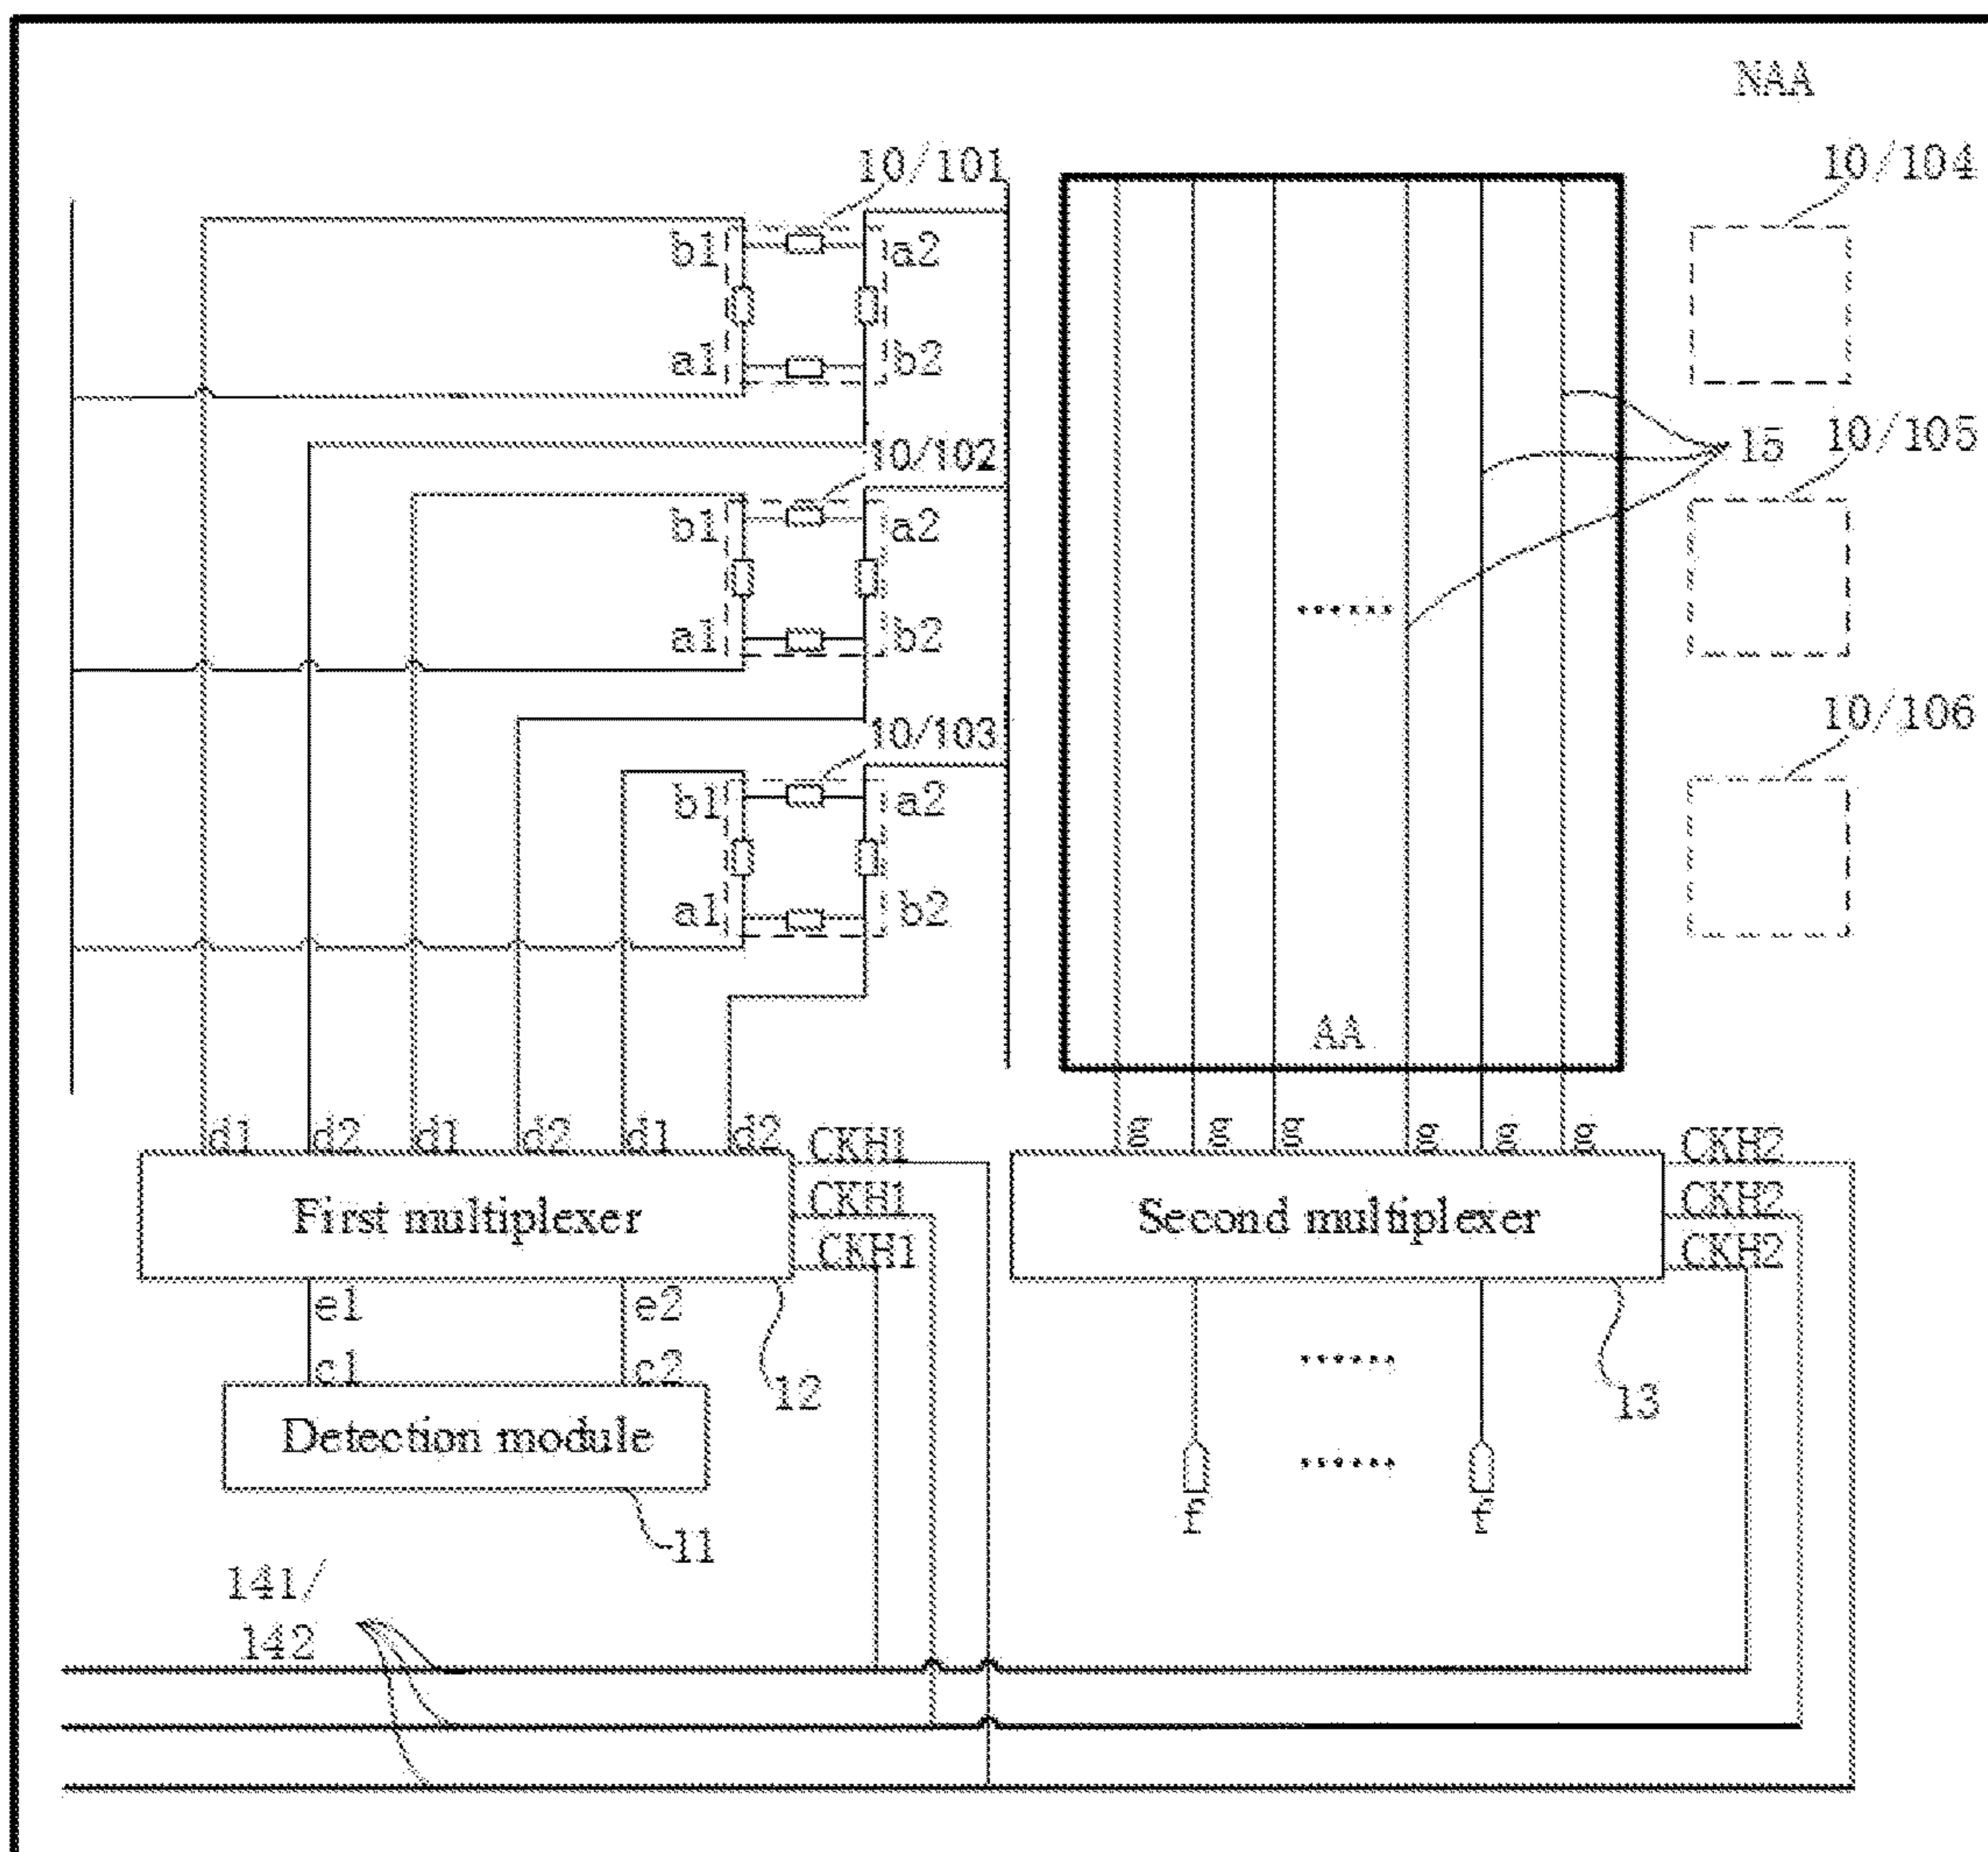 NAA
10/101
10/104
b1
a2
a1
b2
10/102
15
10/105
b1
a2
a1
b2
10/103
10/106
b1
a2
a1
b2
AA
d1 d2 d1 d2 d1 d2
CKH1
CKH1
CKH1
g g g g g g
CKH2
CKH2
CKH2
First multiplexer
Second multiplexer
e1 e2
c1 c2
12
13
Detection module
11
f f
141/
142